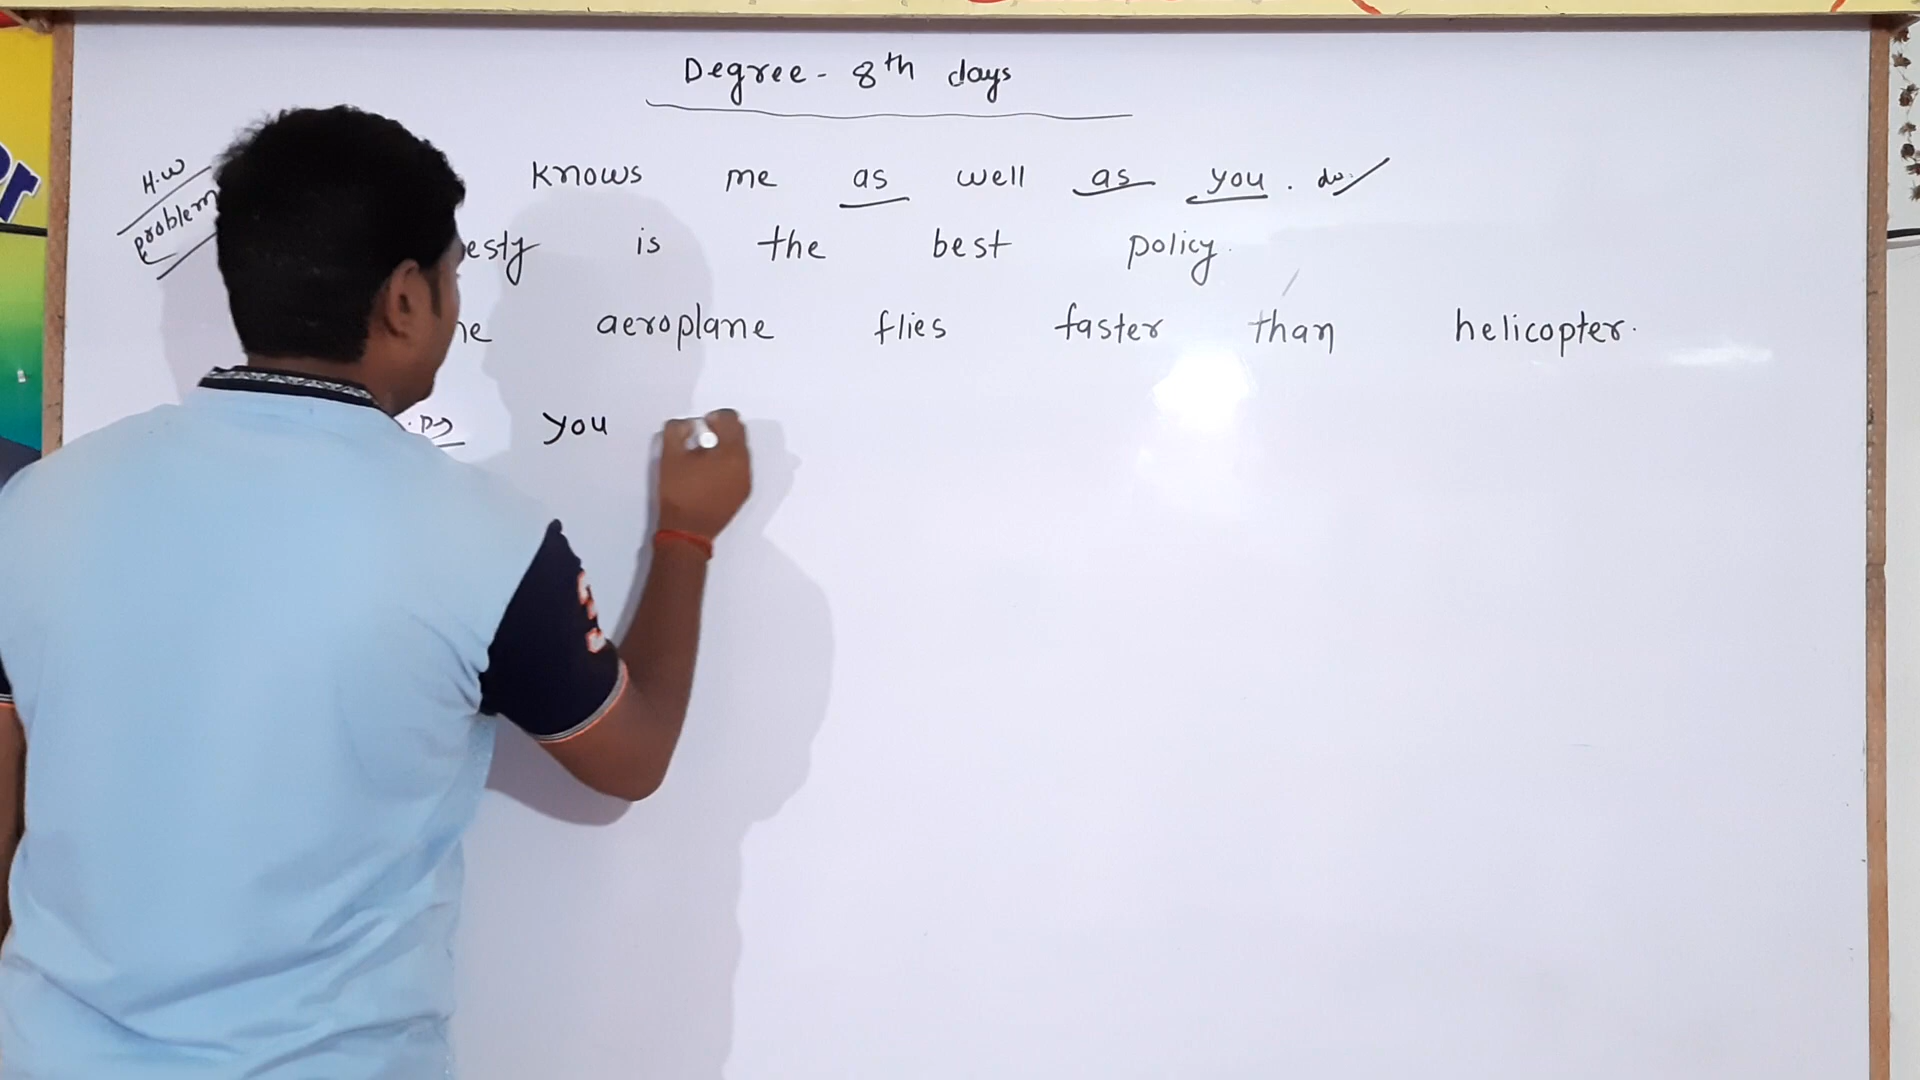 Degree - 8th days
H.W
problem
knows me as well as you. do.
esty is the best policy.
he aeroplane flies faster than helicopter.
you